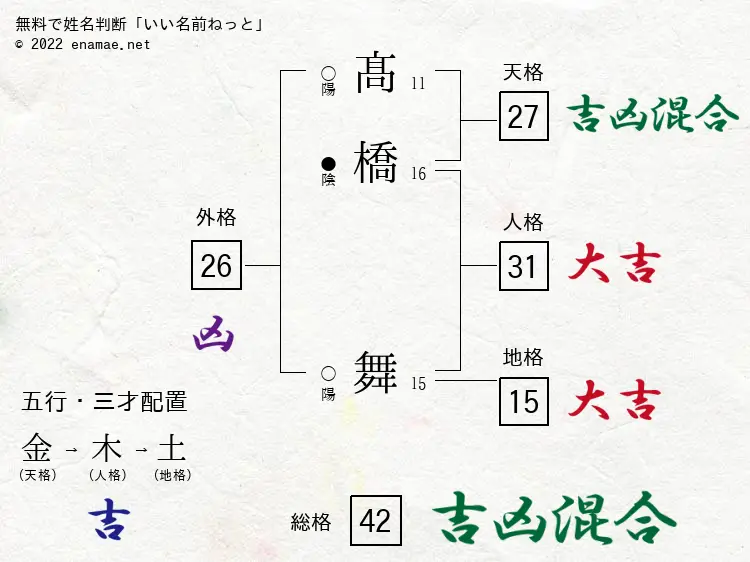 無料で姓名判断「いい名前ねっと」
© 2022 enamae.net
○
陽
髙
11
天格
27
吉凶混合
●
陰
橋
16
外格
26
凶
人格
31
大吉
○
陽
舞
15
地格
15
大吉
五行・三才配置
金→木→土
(天格) (人格) (地格)
吉
総格
42
吉凶混合